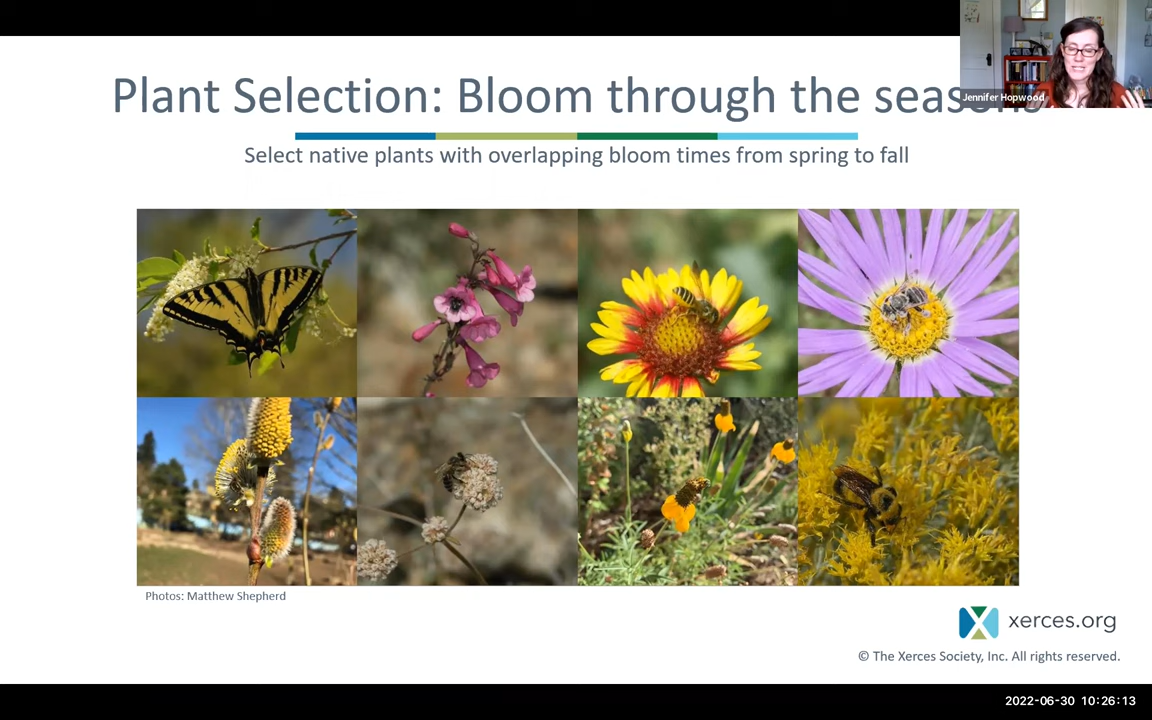 Plant Selection: Bloom through the seasons
Jennifer Hopwood
Select native plants with overlapping bloom times from spring to fall
Photos: Matthew Shepherd
xerces.org
© The Xerces Society, Inc. All rights reserved.
2022-06-30 10:26:13